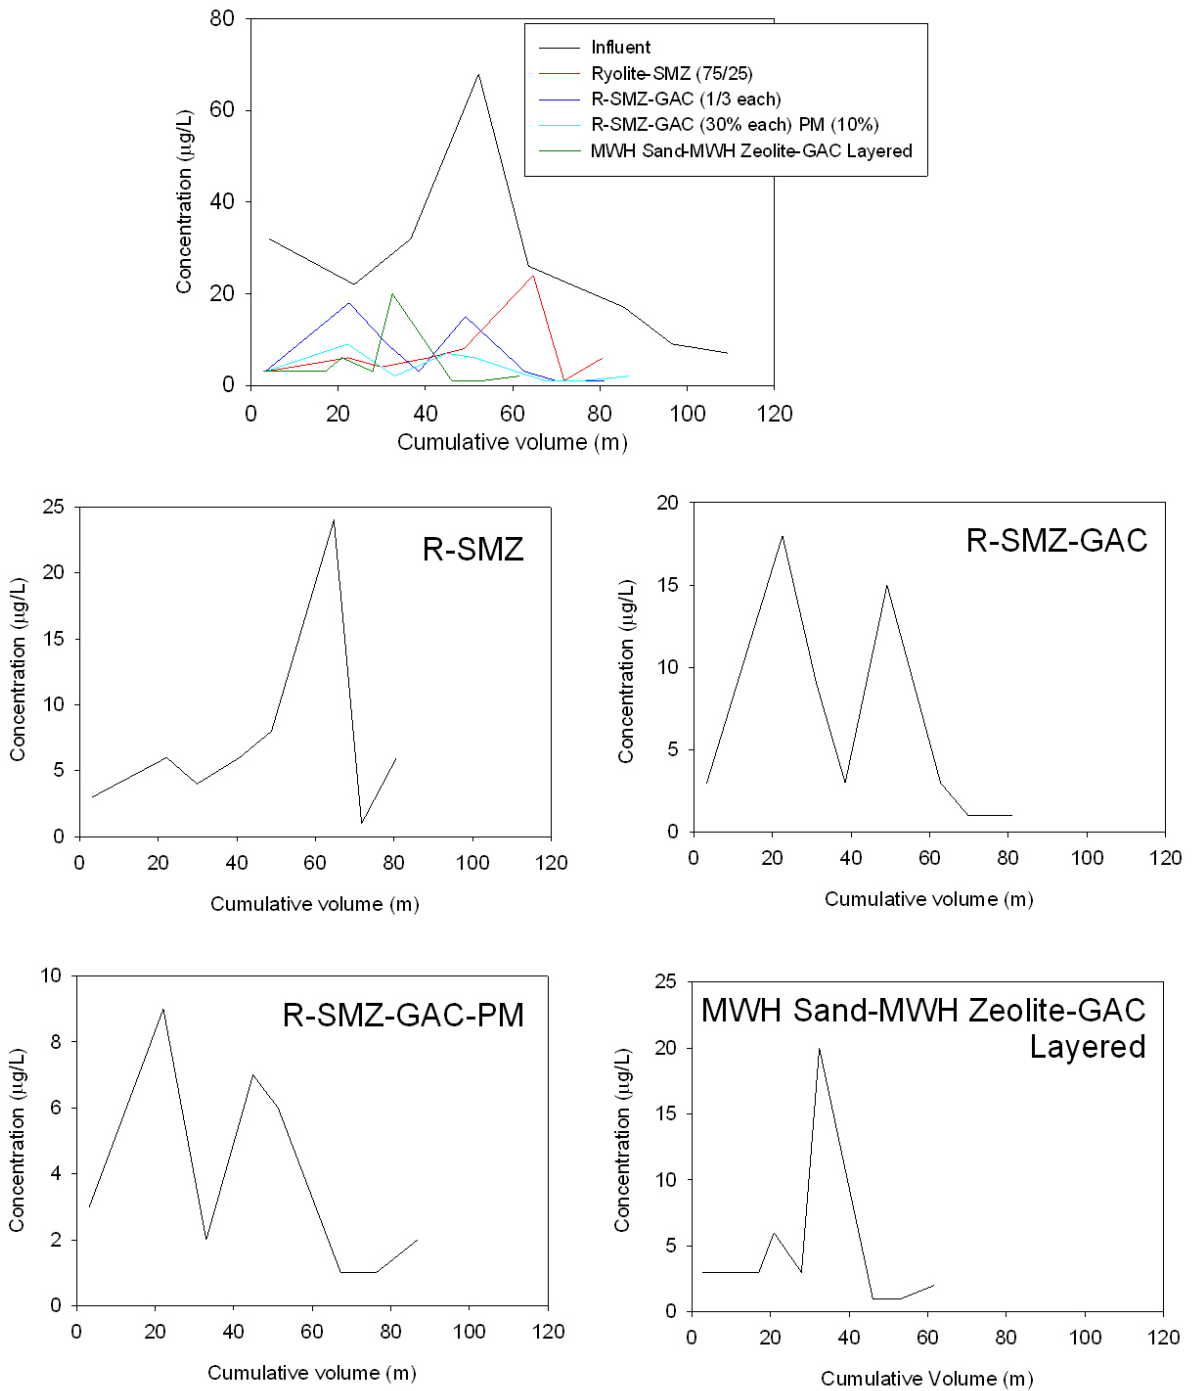 80
60
40
20
0
Concentration (µg/L)
Influent
Ryolite-SMZ (75/25)
R-SMZ-GAC (1/3 each)
R-SMZ-GAC (30% each) PM (10%)
MWH Sand-MWH Zeolite-GAC Layered
0 20 40 60 80 100 120
Cumulative volume (m)
25
20
15
10
5
0
Concentration (µg/L)
R-SMZ
0 20 40 60 80 100 120
Cumulative volume (m)
20
15
10
5
0
Concentration (µg/L)
R-SMZ-GAC
0 20 40 60 80 100 120
Cumulative volume (m)
10
8
6
4
2
0
Concentration (µg/L)
R-SMZ-GAC-PM
0 20 40 60 80 100 120
Cumulative volume (m)
25
20
15
10
5
0
Concentration (µg/L)
MWH Sand-MWH Zeolite-GAC
Layered
0 20 40 60 80 100 120
Cumulative Volume (m)